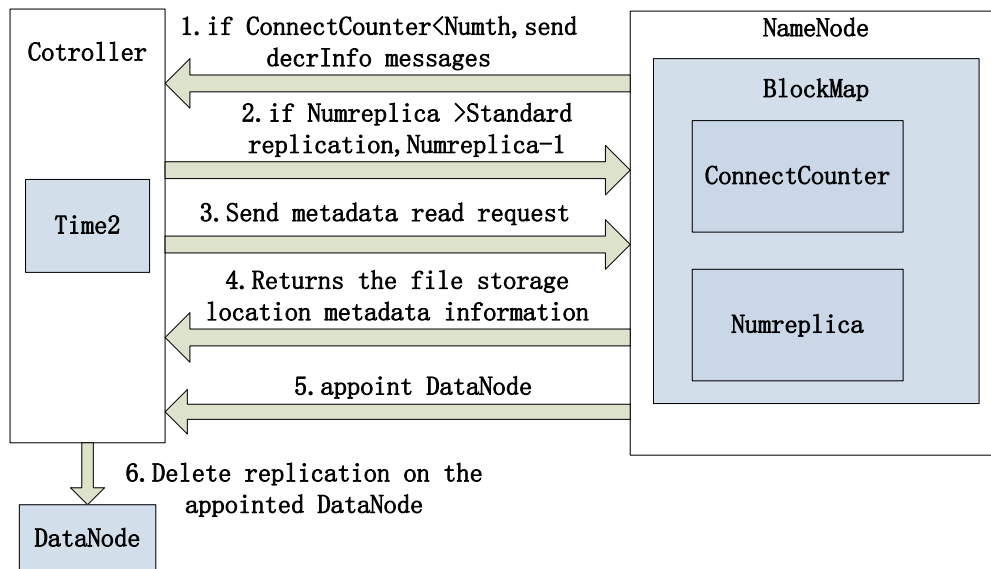 Cotroller
Time2
1.if ConnectCounter<Numth,send
decrInfo messages
2.if Numreplica >Standard
replication,Numreplica-1
3.Send metadata read request
4.Returns the file storage
location metadata information
5.appoint DataNode
6.Delete replication on the
appointed DataNode
DataNode
NameNode
BlockMap
ConnectCounter
Numreplica